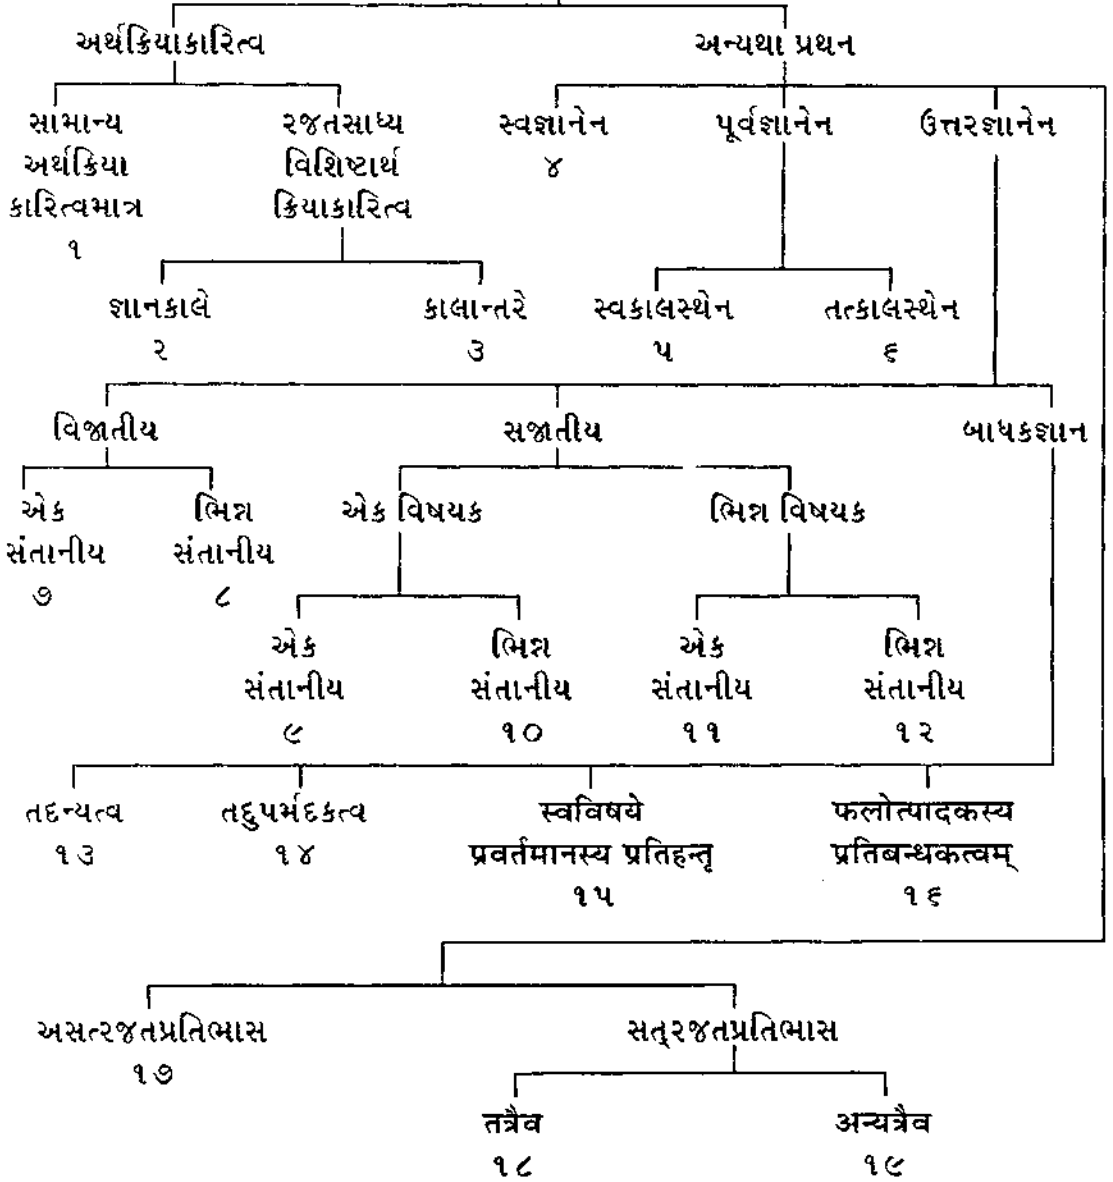 અર્થક્રિયાકારિત્વ
અન્યથા પ્રથન
સામાન્ય
અર્થક્રિયા
કારિત્વમાત્ર
૧
રજતસાધ્ય
વિશિષ્ટાર્થ
ક્રિયાકારિત્વ
સ્વજ્ઞાનેન
૪
પૂર્વજ્ઞાનેન
ઉત્તરજ્ઞાનેન
જ્ઞાનકાલે
૨
કાલાન્તરે
૩
સ્વકાલસ્થેન
૫
તત્કાલસ્થેન
૬
વિજાતીય
સજાતીય
બાધકજ્ઞાન
એક
સંતાનીય
૭
ભિન્ન
સંતાનીય
૮
એક વિષયક
ભિન્ન વિષયક
એક
સંતાનીય
૯
ભિન્ન
સંતાનીય
૧૦
એક
સંતાનીય
૧૧
ભિન્ન
સંતાનીય
૧૨
તદન્યત્વ
૧૩
તદુપર્મદકત્વ
૧૪
स्वविषये
प्रवर्तमानस्य प्रतिहन्तृ
૧૫
फलोत्पादकस्य
प्रतिबन्धकत्वम्
૧૬
અસત્રજતપ્રતિભાસ
૧૭
સત્રજતપ્રતિભાસ
तत्रैव
૧૮
अन्यत्रैव
૧૯